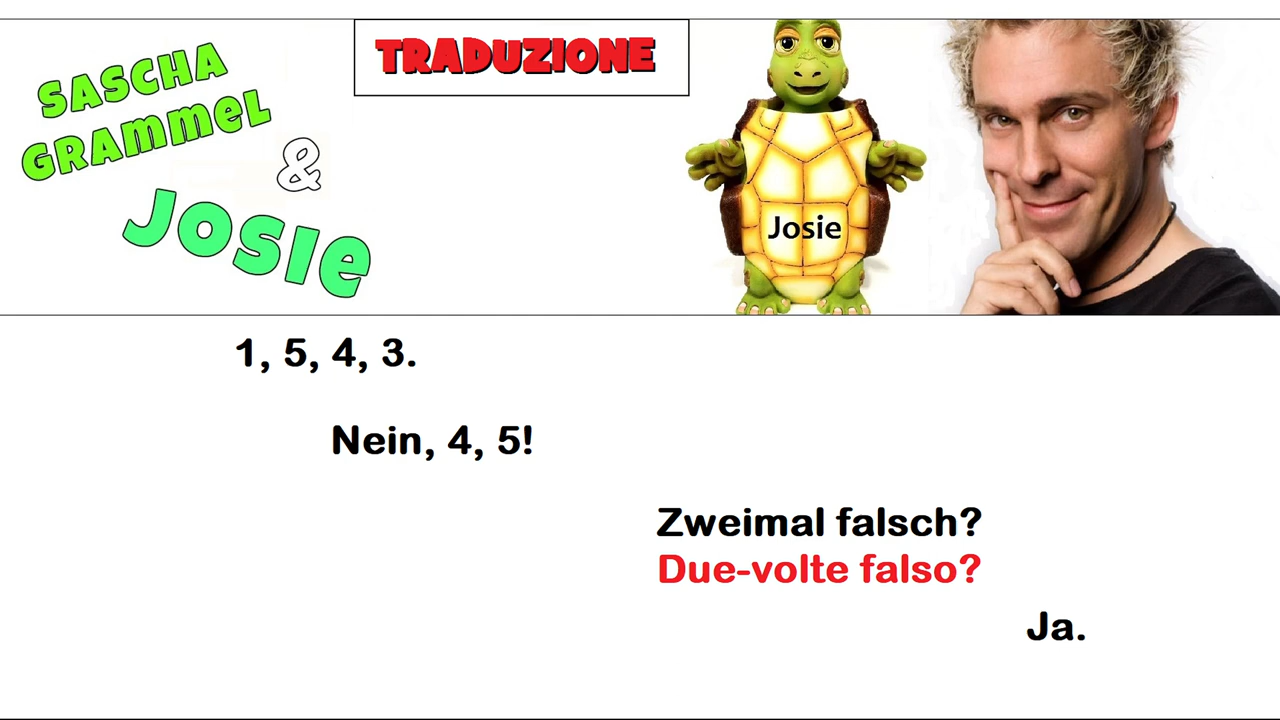 SASCHA
GRAMMEL
&
JOSIE
TRADUZIONE
Josie
1, 5, 4, 3.
Nein, 4, 5!
Zweimal falsch?
Due-volte falso?
Ja.